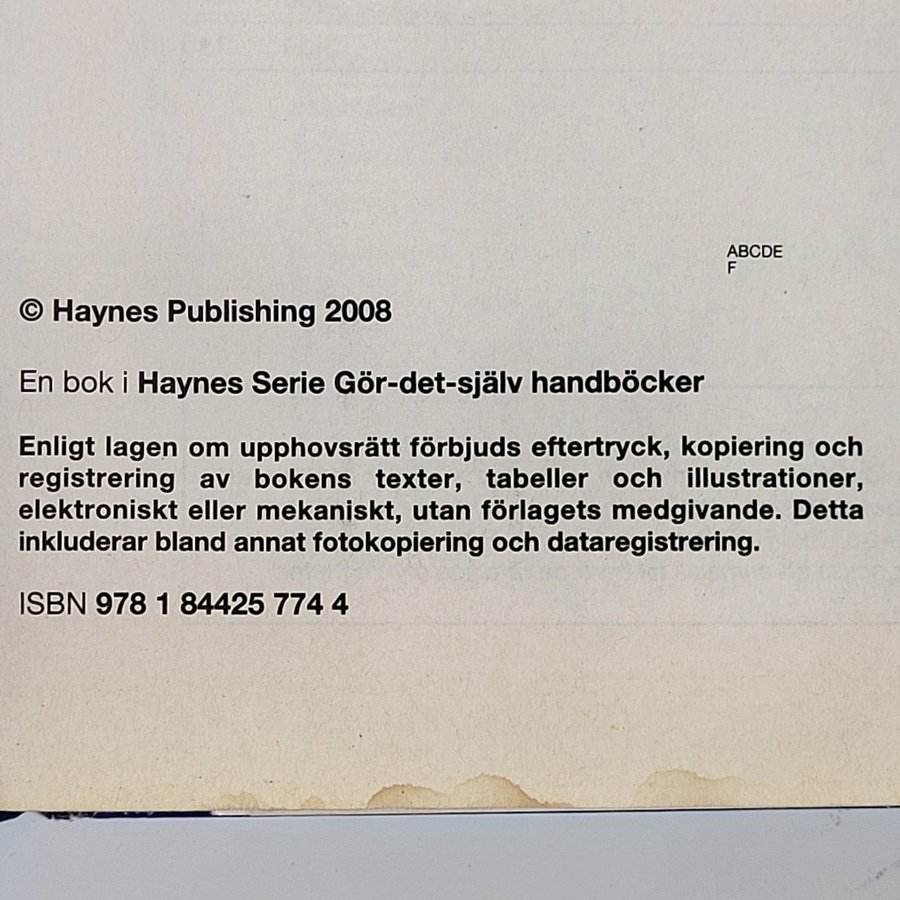 ABCDE
F
© Haynes Publishing 2008
En bok i Haynes Serie Gör-det-själv handböcker
Enligt lagen om upphovsrätt förbjuds eftertryck, kopiering och
registrering av bokens texter, tabeller och illustrationer,
elektroniskt eller mekaniskt, utan förlagets medgivande. Detta
inkluderar bland annat fotokopiering och dataregistrering.
ISBN 978 1 84425 774 4